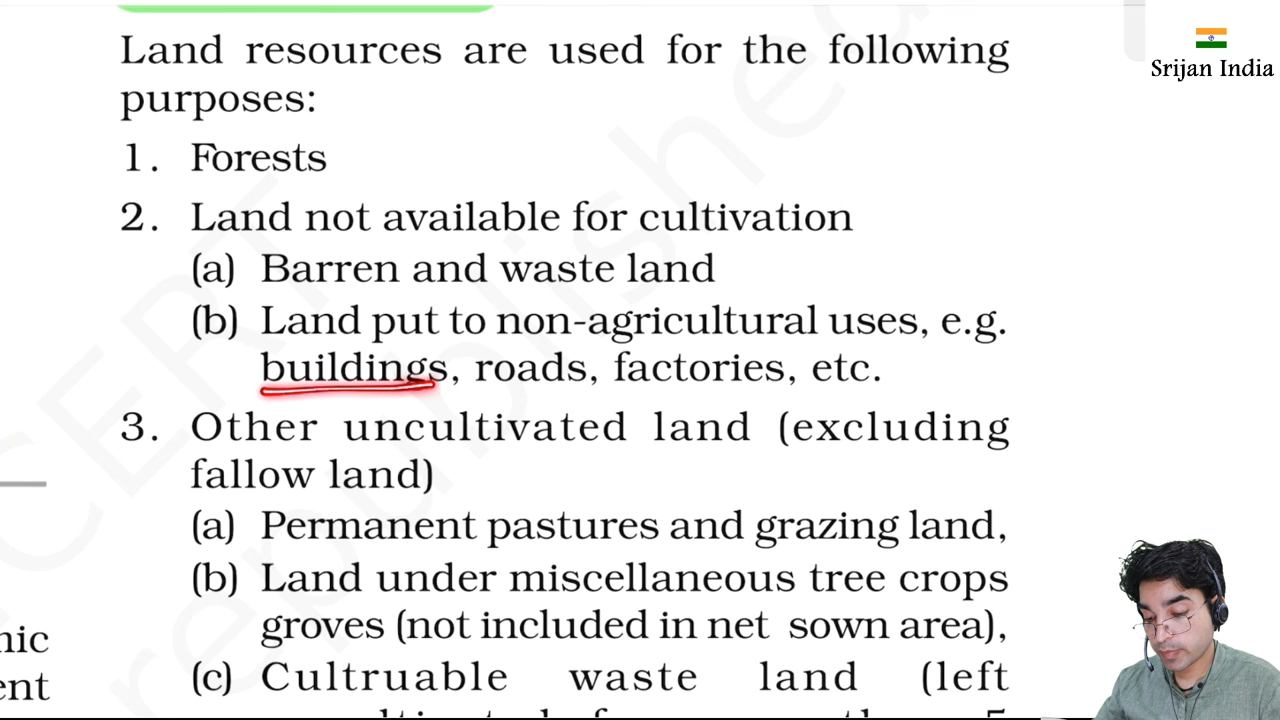 Srijan India
Land resources are used for the following
purposes:
1. Forests
2. Land not available for cultivation
(a) Barren and waste land
(b) Land put to non-agricultural uses, e.g.
buildings, roads, factories, etc.
3. Other uncultivated land (excluding
fallow land)
(a) Permanent pastures and grazing land,
(b) Land under miscellaneous tree crops
groves (not included in net sown area),
(c) Cultruable waste land (left